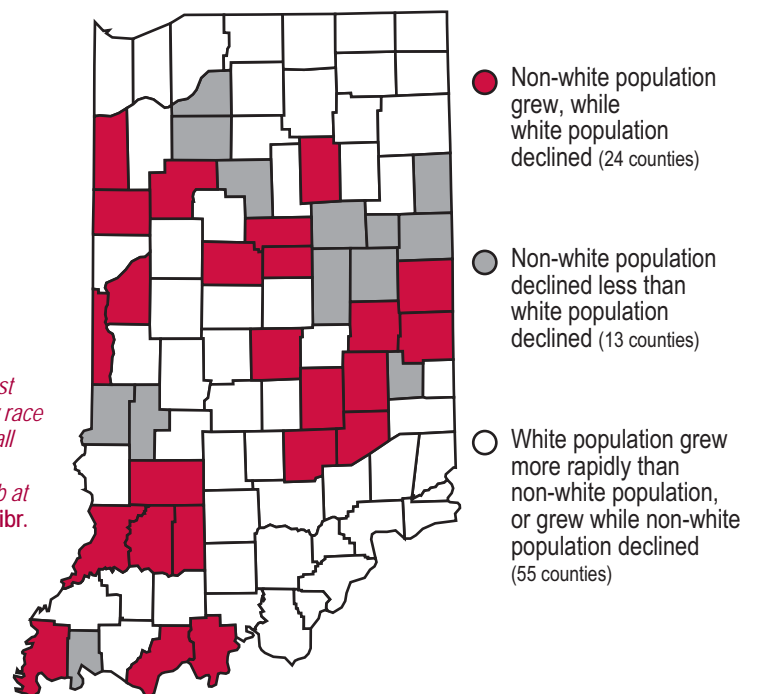 Non-white population
grew, while
white population
declined (24 counties)
Non-white population
declined less than
white population
declined (13 counties)
st
race
all
b at
ibr.
White population grew
more rapidly than
non-white population,
or grew while non-white
population declined
(55 counties)